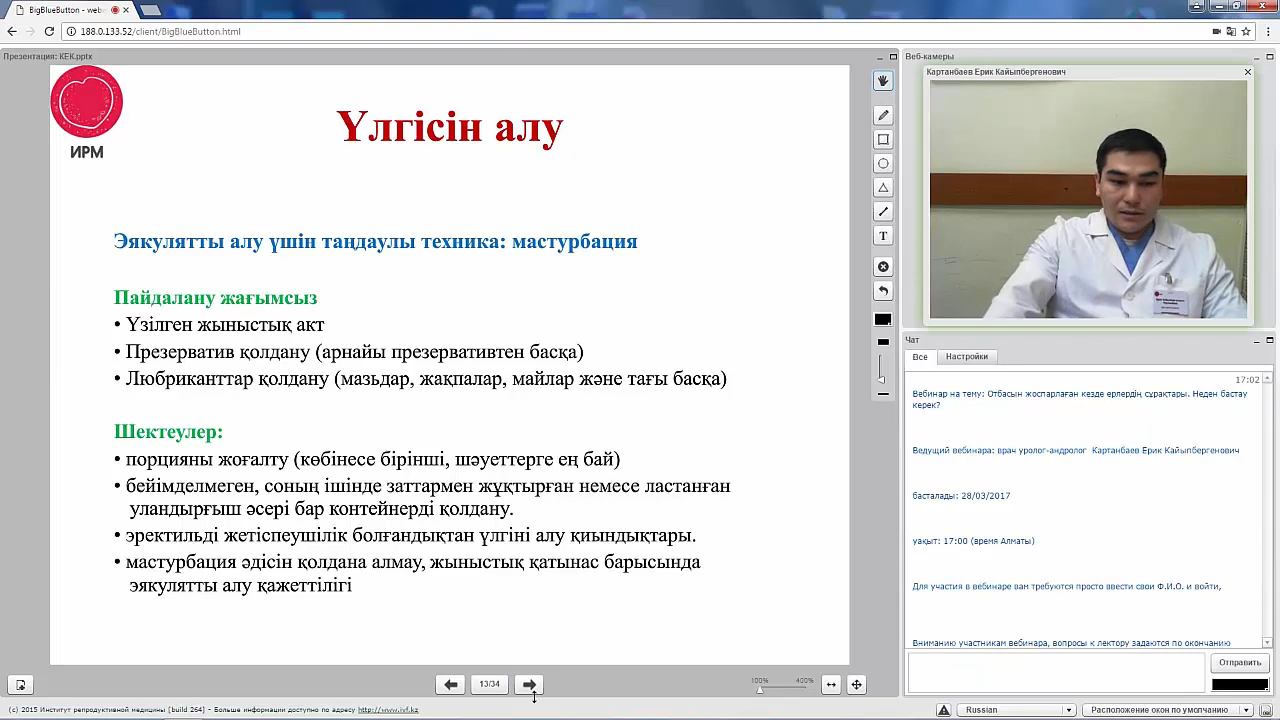 BigBlueButton - web
188.0.133.52/client/BigBlueButton.html
Презентация: КЕК.pptx
ИРМ
Үлгісін алу
Эякулятты алу үшін таңдаулы техника: мастурбация
Пайдалану жағымсыз
• Үзілген жыныстық акт
• Презерватив қолдану (арнайы презервативтен басқа)
• Любриканттар қолдану (мазьдар, жақпалар, майлар және тағы басқа)
Шектеулер:
• порцияны жоғалту (көбінесе бірінші, шәуеттерге ең бай)
• бейімделмеген, соның ішінде заттармен жұқтырған немесе ластанған
уландырғыш әсері бар контейнерді қолдану.
• эректильді жетіспеушілік болғандықтан үлгіні алу қиындықтары.
• мастурбация әдісін қолдана алмау, жыныстық қатынас барысында
эякулятты алу қажеттілігі
13/34
100%
400%
T
Веб-камеры
Картанбаев Ерик Кайыпбергенович
Чат
Все
Настройки
17:02
Вебинар на тему: Отбасын жоспарлаған кезде ерлердің сұрақтары. Неден бастау
керек?
Ведущий вебинара: врач уролог-андролог Картанбаев Ерик Кайыпбергенович
басталады: 28/03/2017
уақыт: 17:00 (время Алматы)
Для участия в вебинаре вам требуются просто ввести свои Ф.И.О. и войти,
Вниманию участникам вебинара, вопросы к лектору задаются по окончанию
Отправить
(c) 2015 Институт репродуктивной медицины [build 264] - Больше информации доступно по адресу http://www.ivf.kz
Russian
Расположение окон по умолчанию